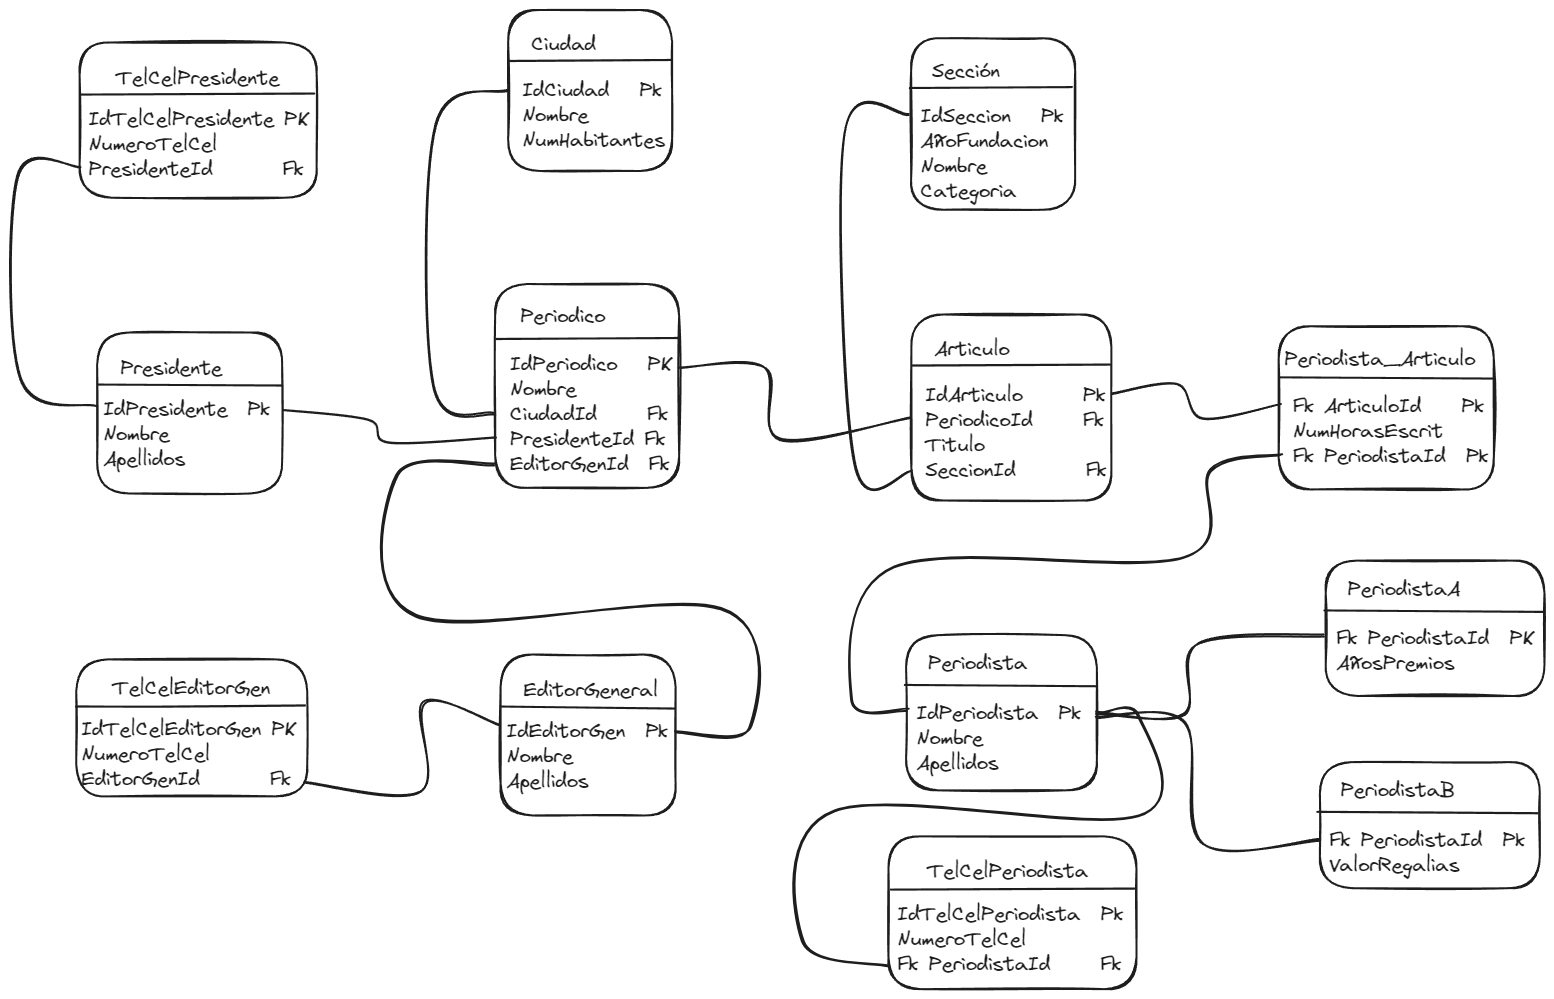 TelCelPresidente
IdTelCelPresidente PK
NumeroTelCel
PresidenteId Fk
Ciudad
IdCiudad Pk
Nombre
NumHabitantes
Sección
IdSeccion Pk
AñoFundacion
Nombre
Categoria
Presidente
IdPresidente Pk
Nombre
Apellidos
Periodico
IdPeriodico PK
Nombre
CiudadId Fk
PresidenteId Fk
EditorGenId Fk
Articulo
IdArticulo Pk
PeriodicoId Fk
Titulo
SeccionId Fk
Periodista_Articulo
Fk ArticuloId Pk
NumHorasEscrit
Fk PeriodistaId Pk
TelCelEditorGen
IdTelCelEditorGen PK
NumeroTelCel
EditorGenId Fk
EditorGeneral
IdEditorGen Pk
Nombre
Apellidos
Periodista
IdPeriodista Pk
Nombre
Apellidos
PeriodistaA
Fk PeriodistaId PK
AñosPremios
PeriodistaB
Fk PeriodistaId Pk
ValorRegalias
TelCelPeriodista
IdTelCelPeriodista Pk
NumeroTelCel
Fk PeriodistaId Fk